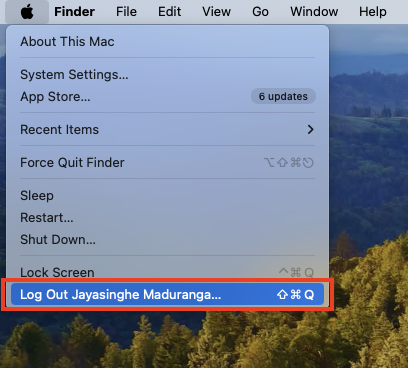 Finder File Edit View Go Window Help
About This Mac
System Settings...
App Store... 6 updates
Recent Items
Force Quit Finder ⌥⇧⌘⎋
Sleep
Restart...
Shut Down...
Lock Screen ^⌘Q
Log Out Jayasinghe Maduranga... ⇧⌘Q